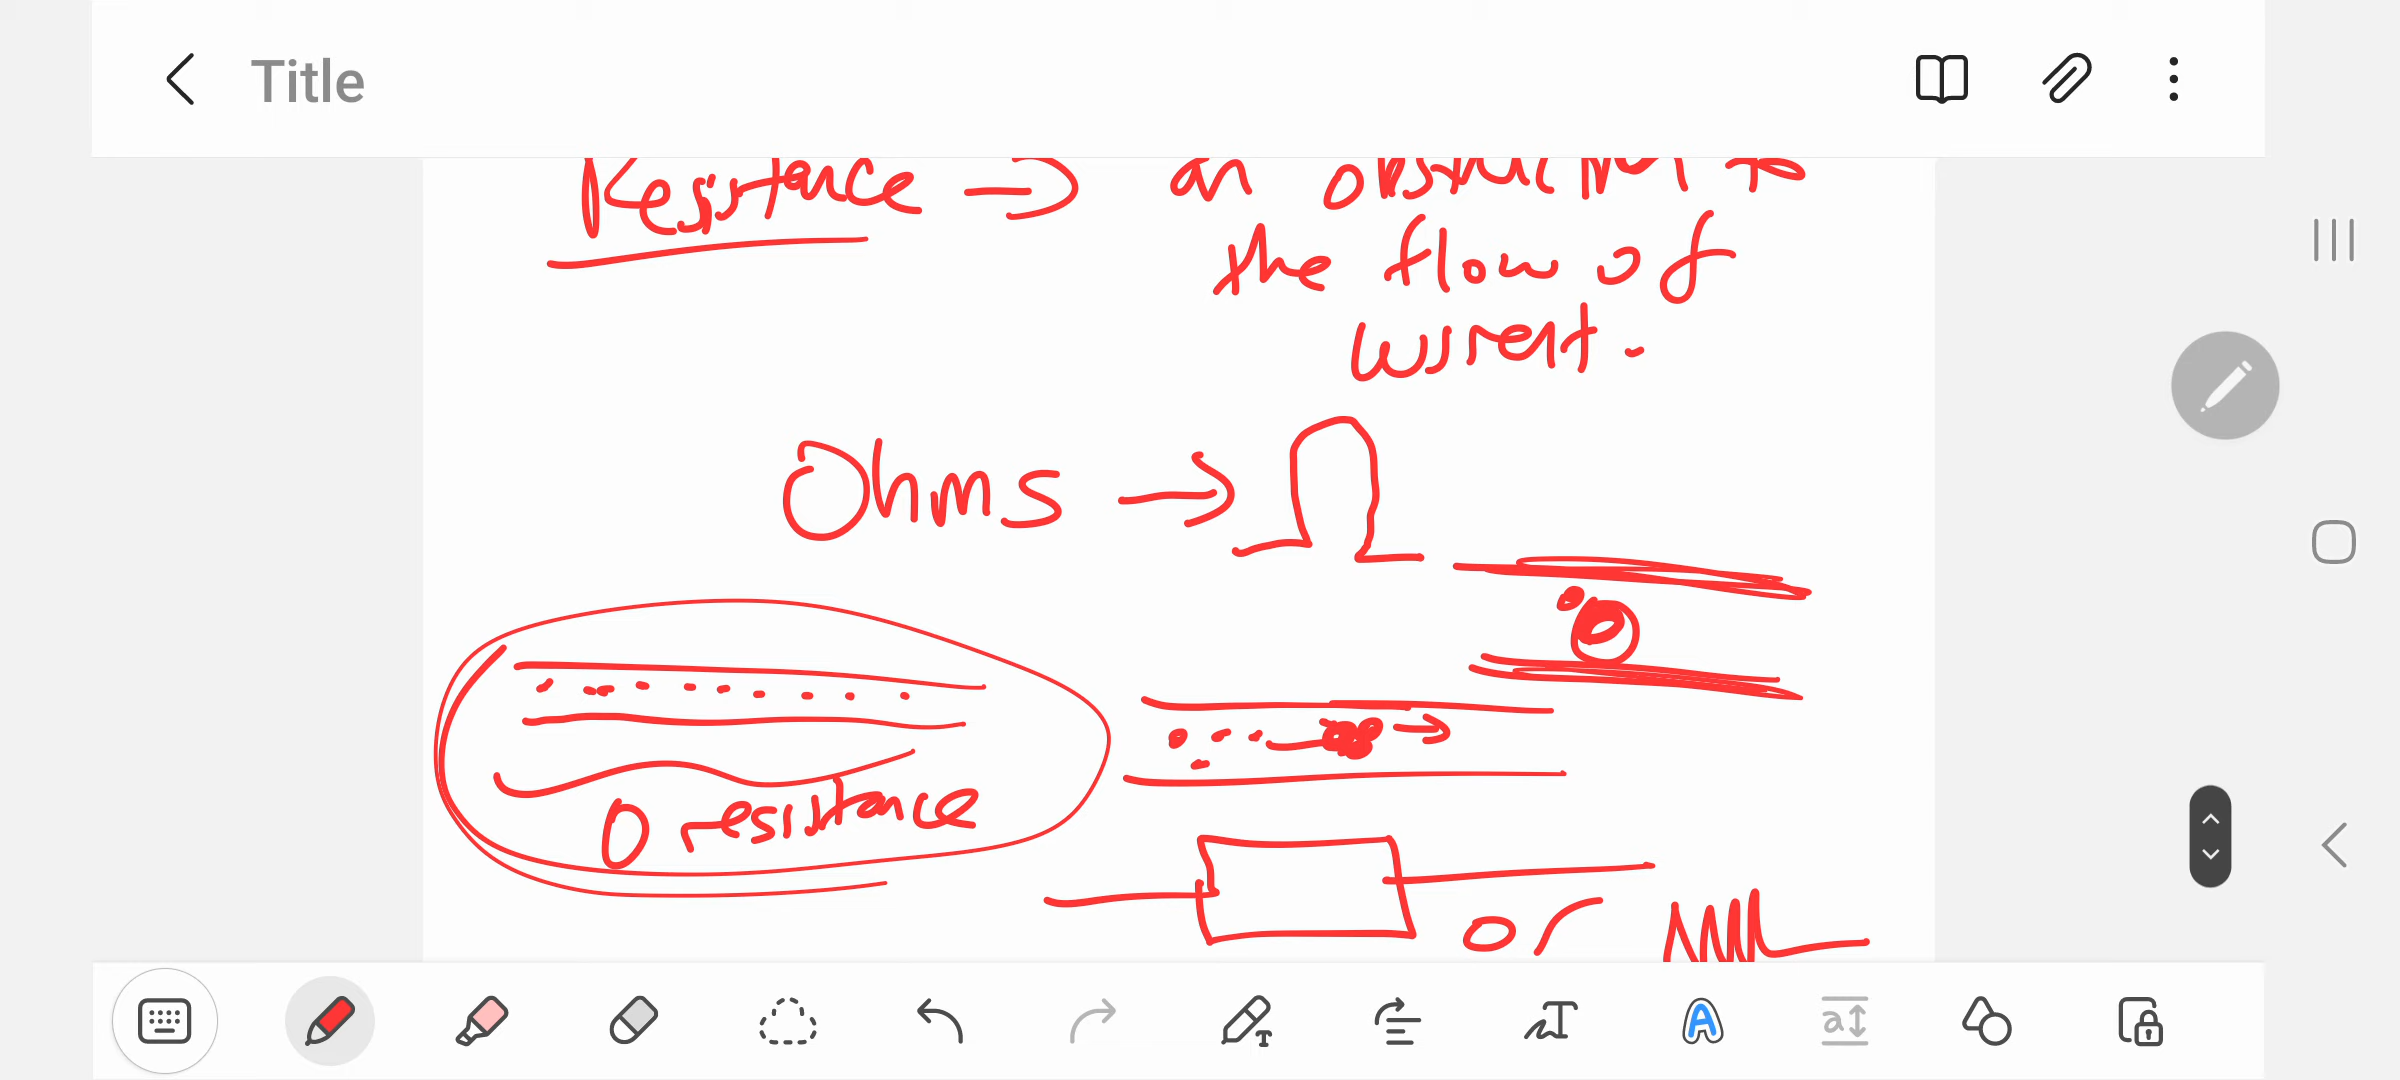 Title
Resistance ⇒ an obstruction to
the flow of
current.
Ohms → Ω
0 resistance
or